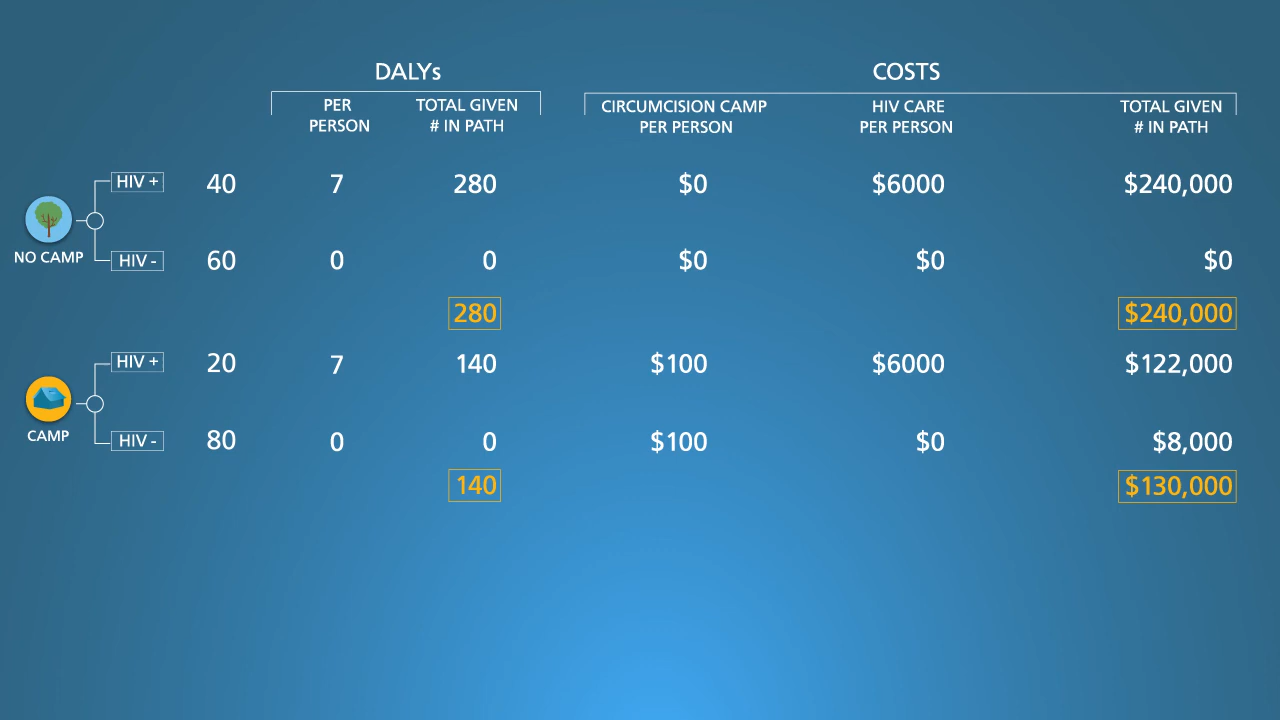 DALYs COSTS
PER PERSON TOTAL GIVEN # IN PATH CIRCUMCISION CAMP PER PERSON HIV CARE PER PERSON TOTAL GIVEN # IN PATH
HIV + 40 7 280 $0 $6000 $240,000
NO CAMP
HIV - 60 0 0 $0 $0 $0
280 $240,000
HIV + 20 7 140 $100 $6000 $122,000
CAMP
HIV - 80 0 0 $100 $0 $8,000
140 $130,000